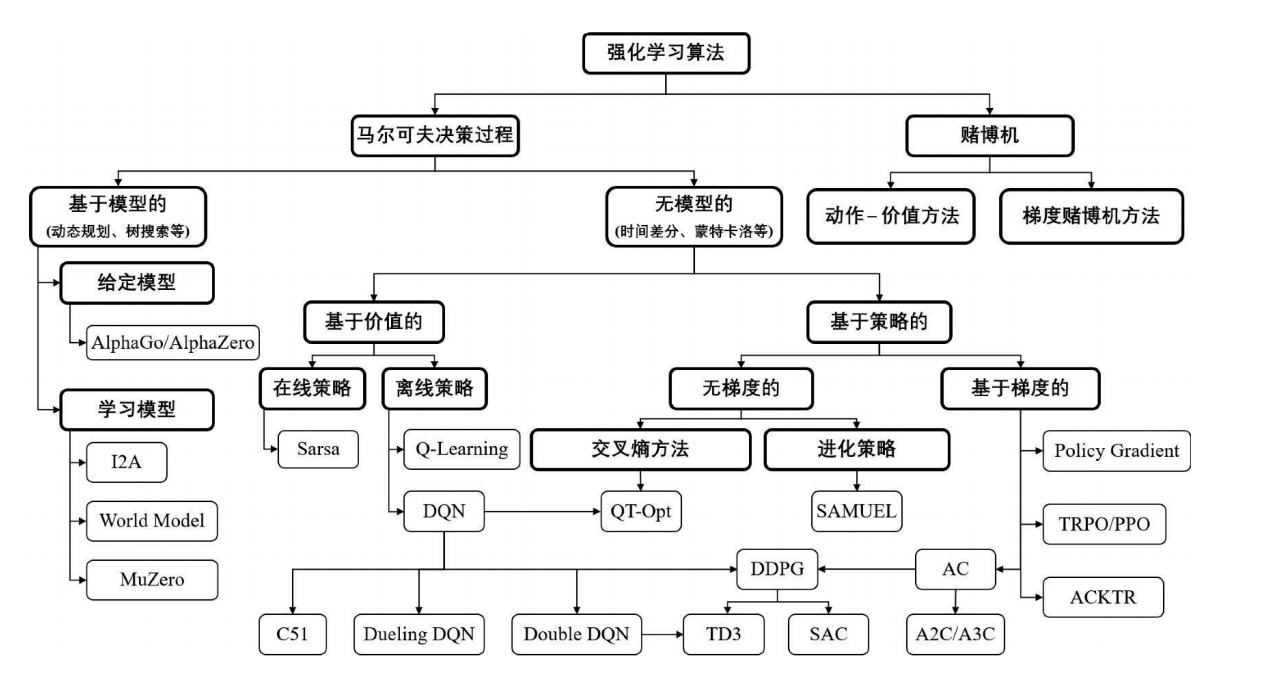 强化学习算法
马尔可夫决策过程
赌博机
基于模型的
(动态规划、树搜索等)
无模型的
(时间差分、蒙特卡洛等)
动作–价值方法
梯度赌博机方法
给定模型
AlphaGo/AlphaZero
学习模型
I2A
World Model
MuZero
基于价值的
基于策略的
在线策略
离线策略
无梯度的
基于梯度的
Sarsa
Q-Learning
交叉熵方法
进化策略
Policy Gradient
DQN
QT-Opt
SAMUEL
TRPO/PPO
DDPG
AC
ACKTR
C51
Dueling DQN
Double DQN
TD3
SAC
A2C/A3C